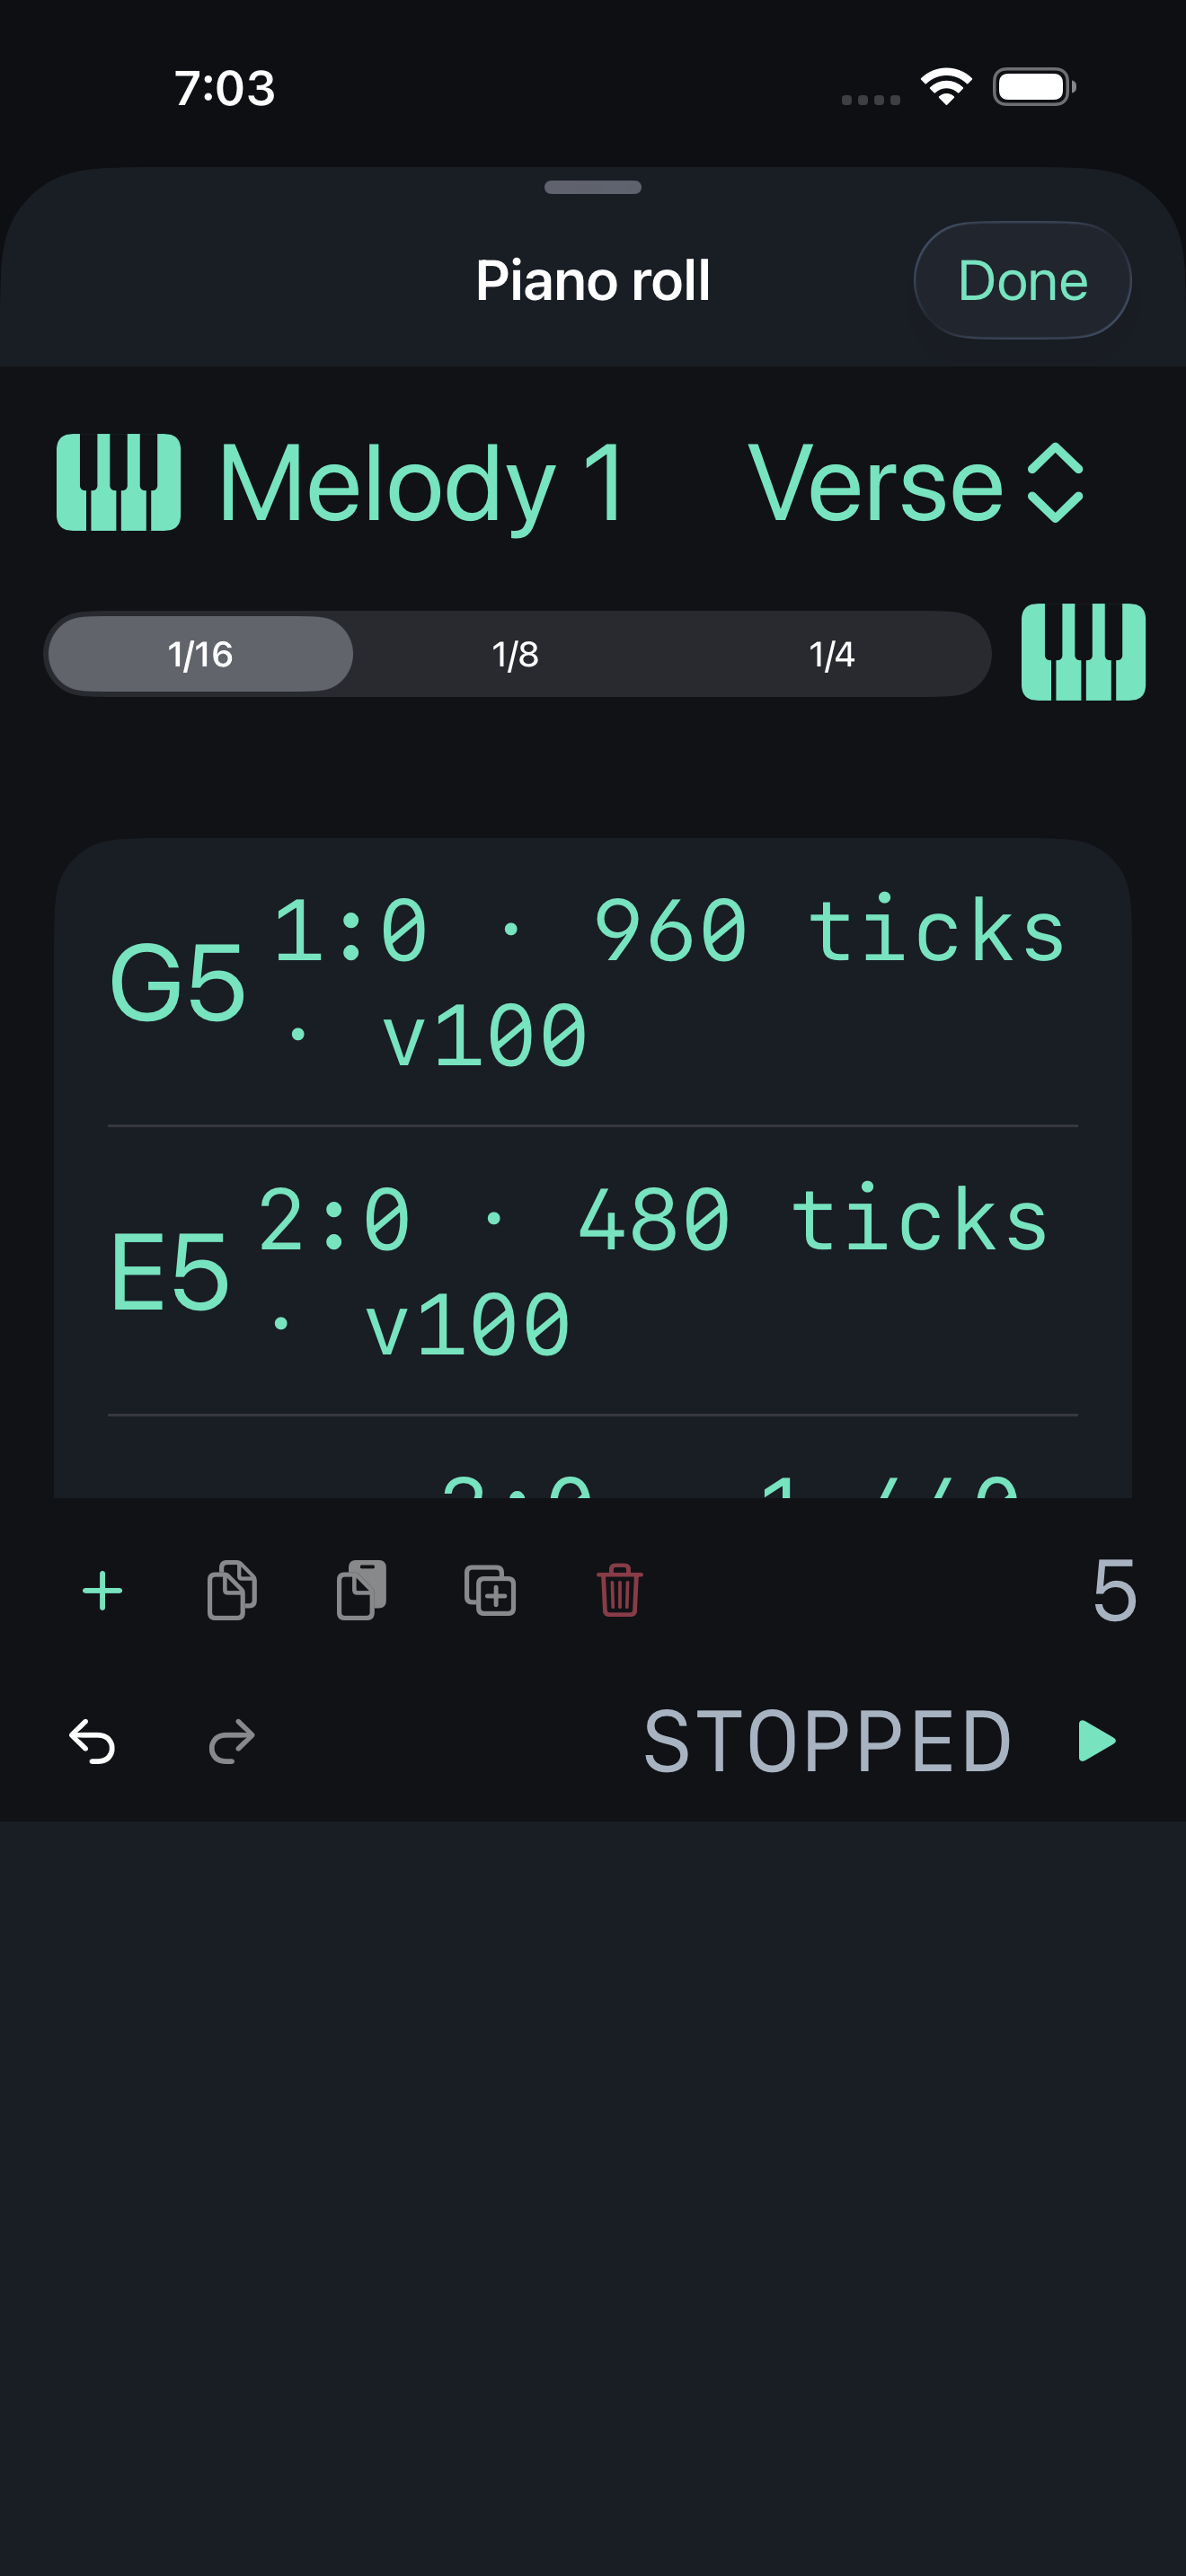 7:03
Piano roll
Done
Melody 1
Verse
1/16
1/8
1/4
G5
1:0 · 960 ticks
· v100
E5
2:0 · 480 ticks
· v100
5
STOPPED